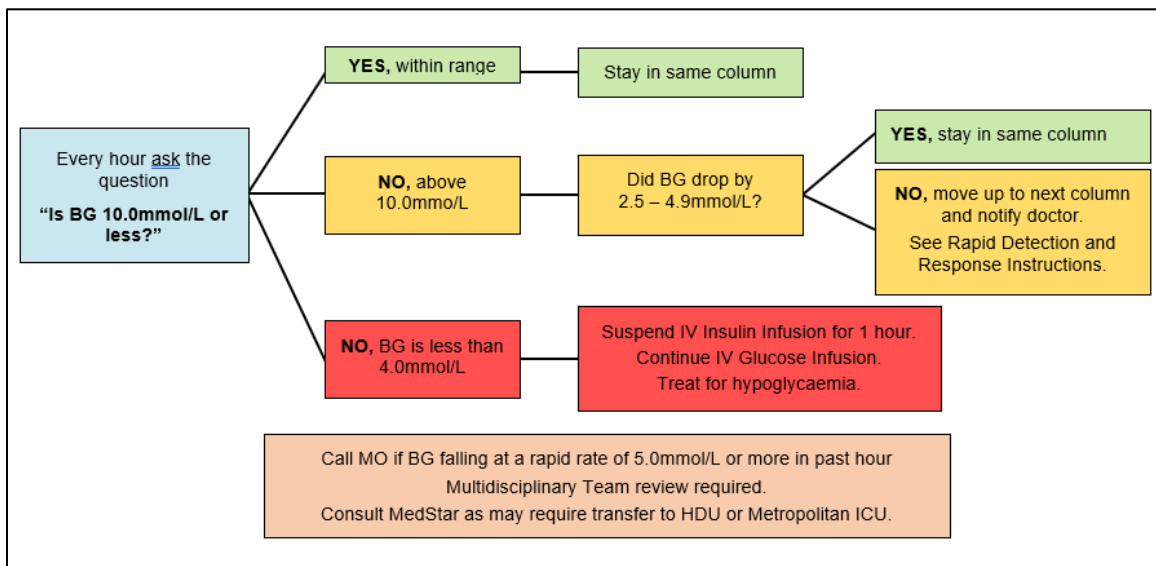 Every hour ask the
question
“Is BG 10.0mmol/L or
less?”
YES, within range
Stay in same column
NO, above
10.0mmo/L
Did BG drop by
2.5 – 4.9mmol/L?
YES, stay in same column
NO, move up to next column
and notify doctor.
See Rapid Detection and
Response Instructions.
NO, BG is less than
4.0mmol/L
Suspend IV Insulin Infusion for 1 hour.
Continue IV Glucose Infusion.
Treat for hypoglycaemia.
Call MO if BG falling at a rapid rate of 5.0mmol/L or more in past hour
Multidisciplinary Team review required.
Consult MedStar as may require transfer to HDU or Metropolitan ICU.